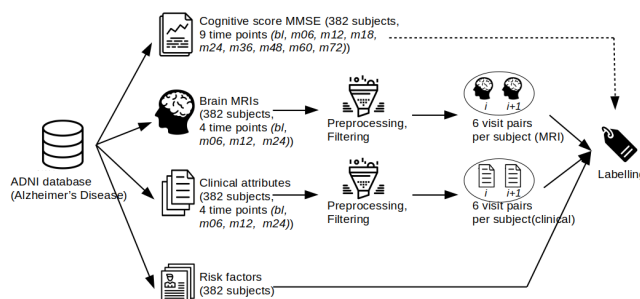 Cognitive score MMSE (382 subjects,
9 time points (bl, m06, m12, m18,
m24, m36, m48, m60, m72))
Brain MRIs
(382 subjects,
4 time points (bl,
m06, m12, m24))
Preprocessing,
Filtering
i i+1
6 visit pairs
per subject (MRI)
ADNI database
(Alzheimer's Disease)
Clinical attributes
(382 subjects,
4 time points (bl,
m06, m12, m24))
Preprocessing,
Filtering
i i+1
6 visit pairs
per subject(clinical)
Labelling
Risk factors
(382 subjects)